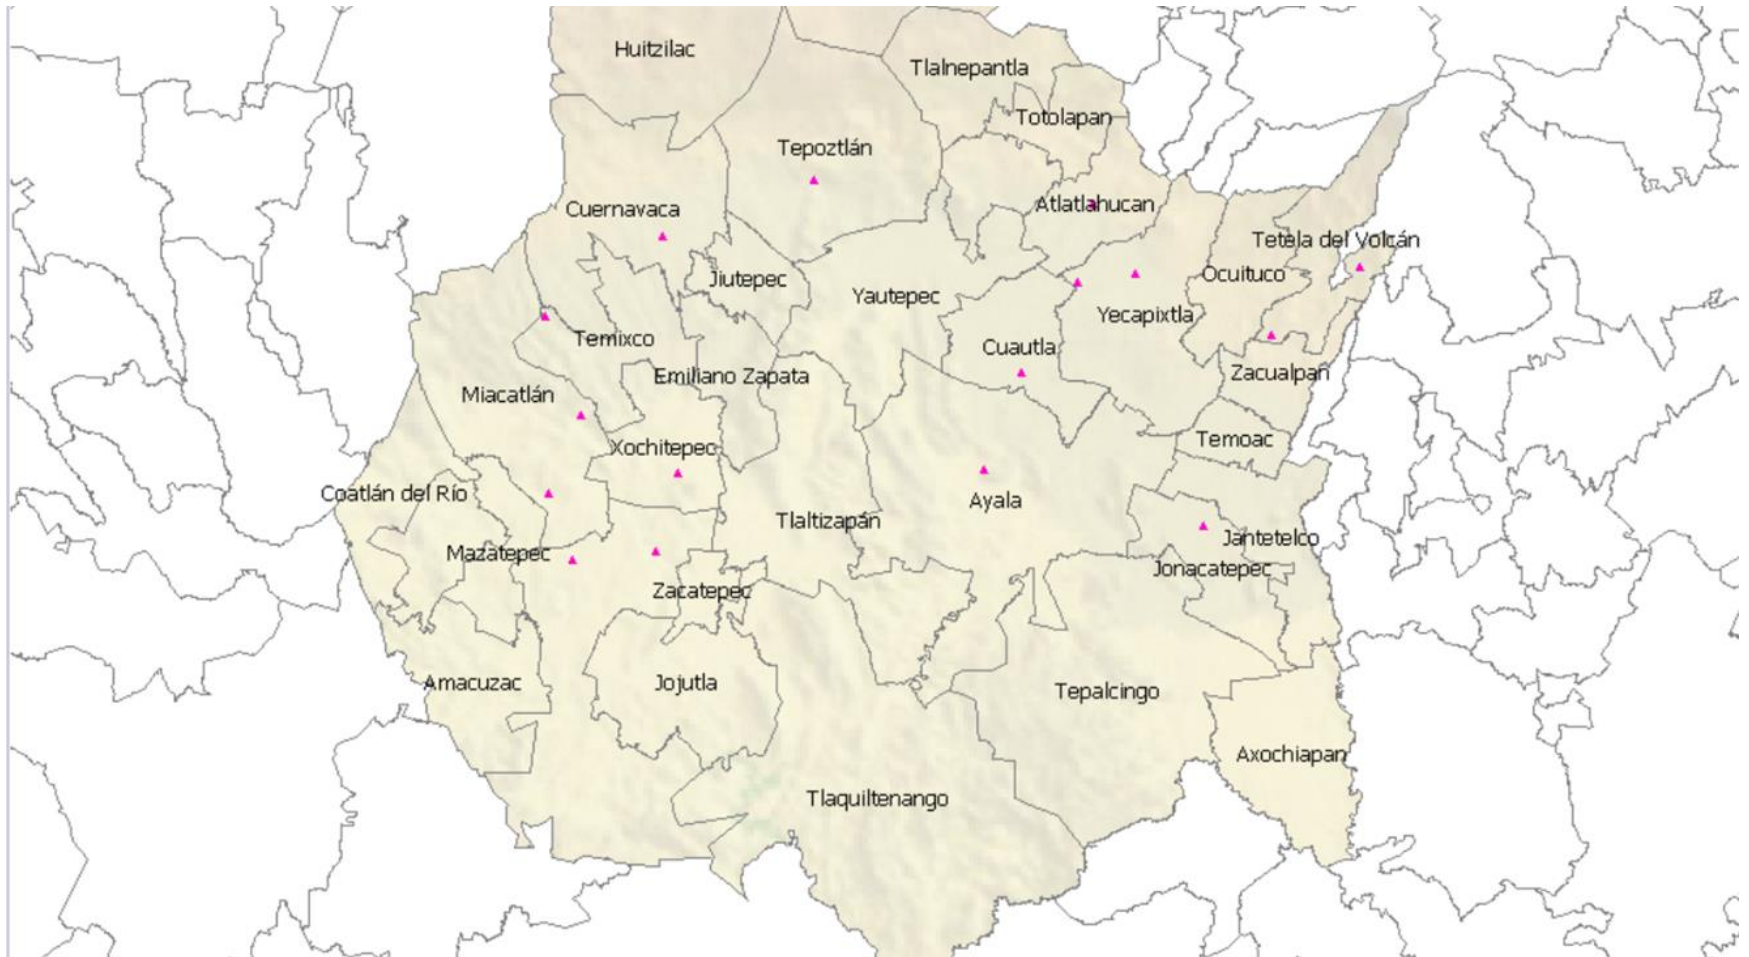 Huitzilac
Tlalnepantla
Totolapan
Tepoztlán
Cuernavaca
Atlatlahucan
Tetela del Volcán
Jiutepec
Ocuituco
Yautepec
Yecapixtla
Temixco
Cuautla
Emiliano Zapata
Zacualpan
Miacatlán
Temoac
Xochitepec
Coatlán del Río
Ayala
Tlaltizapán
Jantetelco
Mazatepec
Jonacatepec
Zacatepec
Amacuzac
Jojutla
Tepalcingo
Axochiapan
Tlaquiltenango